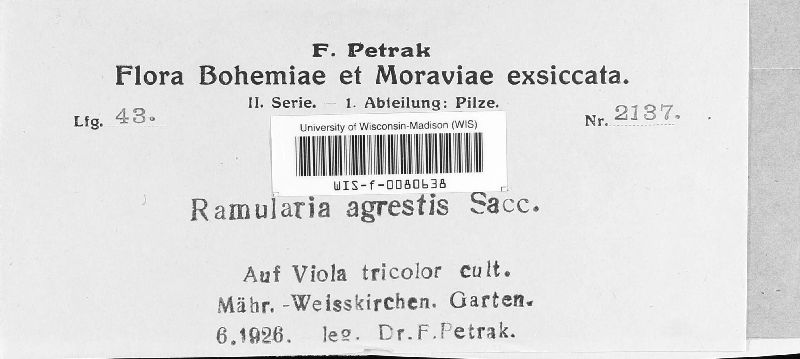 F. Petrak
Flora Bohemiae et Moraviae exsiccata.
II. Serie. — 1. Abteilung: Pilze.
Lfg. 43.
Nr. 2137.
University of Wisconsin-Madison (WIS)
WIS-f-0080638
Ramularia agrestis Sacc.
Auf Viola tricolor cult.
Mähr.-Weisskirchen. Garten.
6.1926. leg. Dr.F.Petrak.